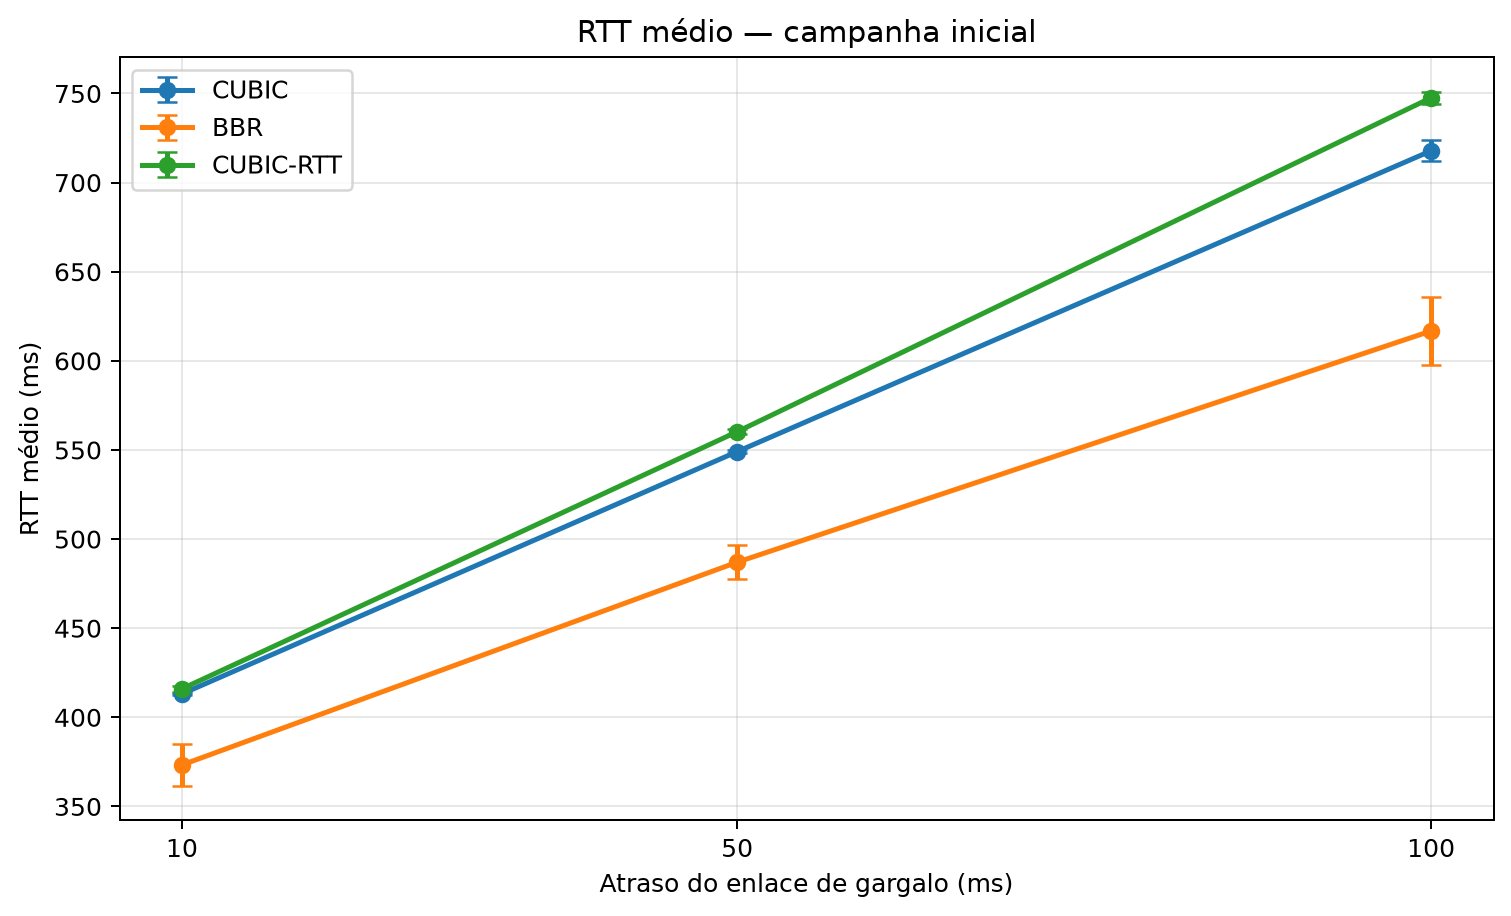 RTT médio — campanha inicial
CUBIC
BBR
CUBIC-RTT
RTT médio (ms)
750
700
650
600
550
500
450
400
350
10 50 100
Atraso do enlace de gargalo (ms)